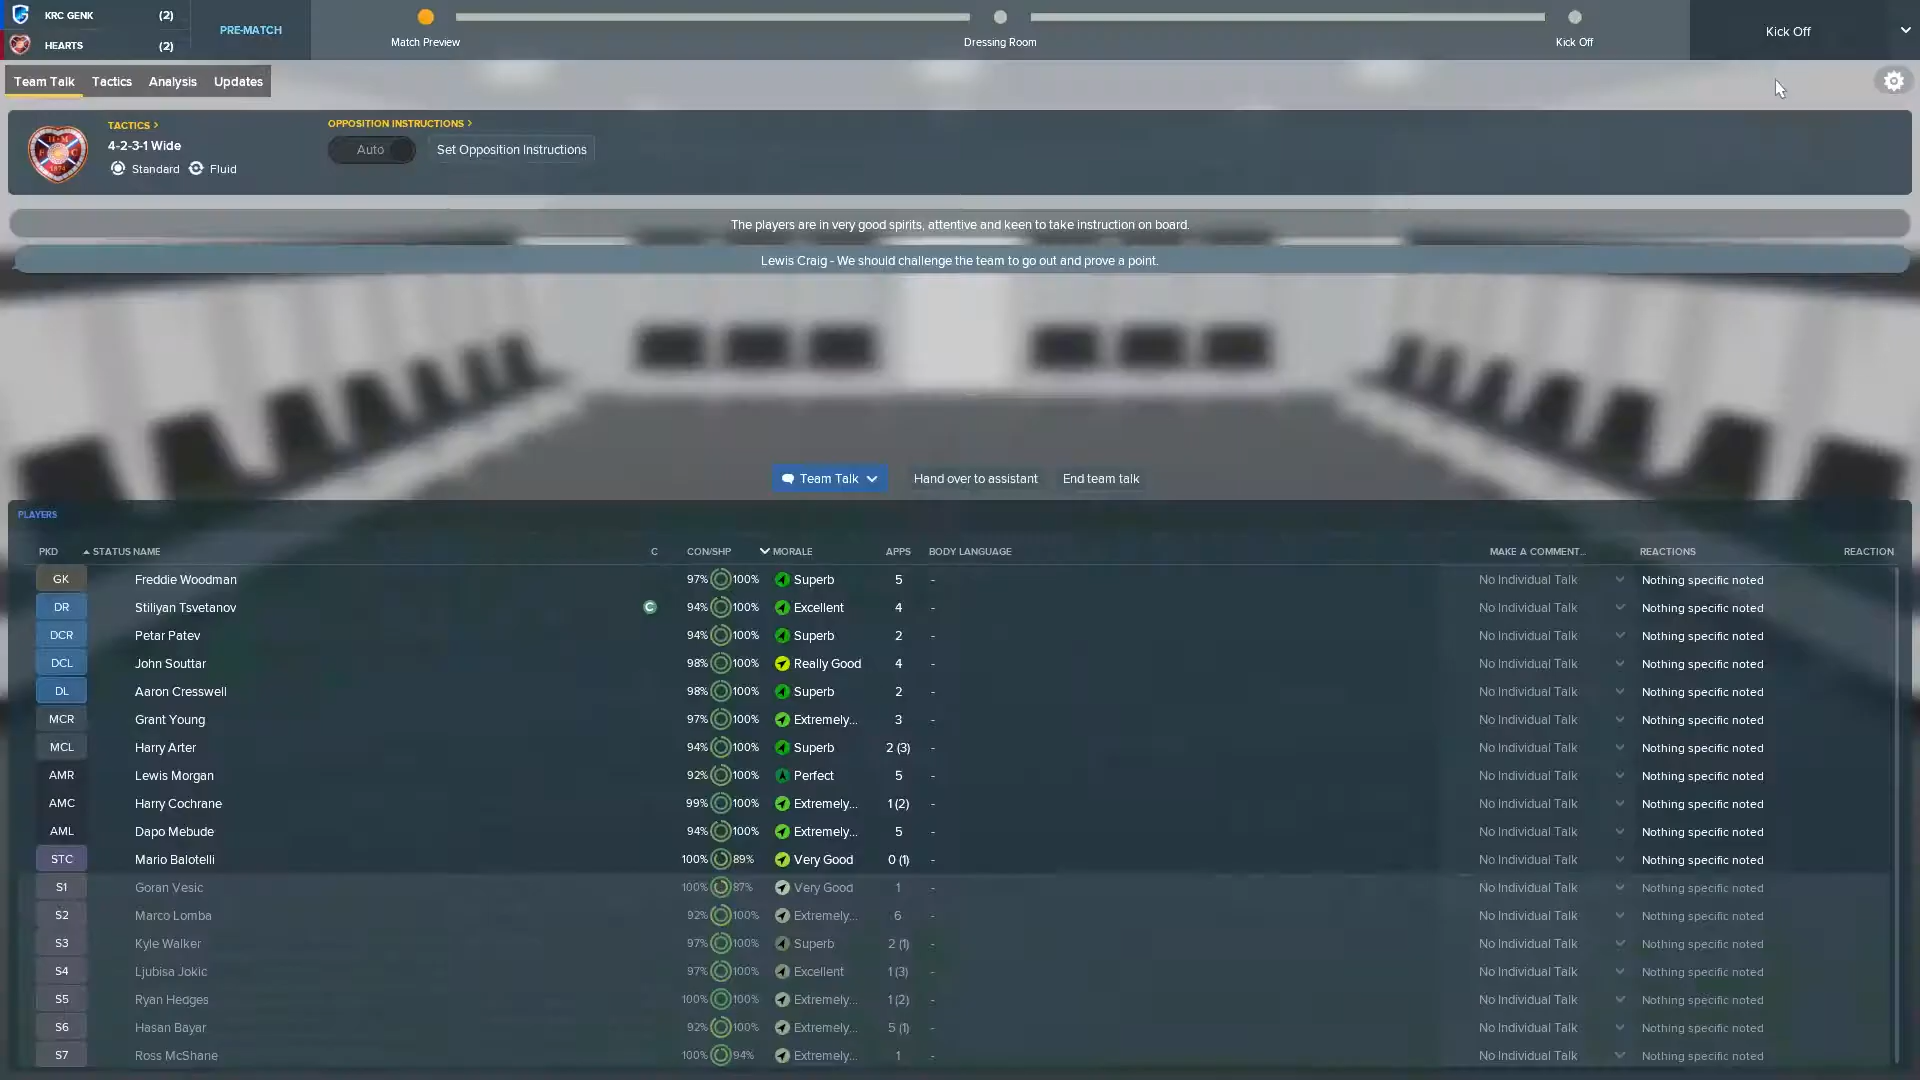 KRC GENK (2)
HEARTS (2)
PRE-MATCH
Match Preview
Dressing Room
Kick Off
Kick Off
Team Talk Tactics Analysis Updates
TACTICS >
4-2-3-1 Wide
Standard Fluid
OPPOSITION INSTRUCTIONS >
Auto
Set Opposition Instructions
The players are in very good spirits, attentive and keen to take instruction on board.
Lewis Craig - We should challenge the team to go out and prove a point.
Team Talk Hand over to assistant End team talk
PLAYERS
PKD STATUS NAME C CON/SHP MORALE APPS BODY LANGUAGE MAKE A COMMENT... REACTIONS REACTION
GK Freddie Woodman 97% 100% Superb 5 - No Individual Talk Nothing specific noted
DR Stiliyan Tsvetanov C 94% 100% Excellent 4 - No Individual Talk Nothing specific noted
DCR Petar Patev 94% 100% Superb 2 - No Individual Talk Nothing specific noted
DCL John Souttar 98% 100% Really Good 4 - No Individual Talk Nothing specific noted
DL Aaron Cresswell 98% 100% Superb 2 - No Individual Talk Nothing specific noted
MCR Grant Young 97% 100% Extremely... 3 - No Individual Talk Nothing specific noted
MCL Harry Arter 94% 100% Superb 2 (3) - No Individual Talk Nothing specific noted
AMR Lewis Morgan 92% 100% Perfect 5 - No Individual Talk Nothing specific noted
AMC Harry Cochrane 99% 100% Extremely... 1 (2) - No Individual Talk Nothing specific noted
AML Dapo Mebude 94% 100% Extremely... 5 - No Individual Talk Nothing specific noted
STC Mario Balotelli 100% 89% Very Good 0 (1) - No Individual Talk Nothing specific noted
S1 Goran Vesic 100% 87% Very Good 1 - No Individual Talk Nothing specific noted
S2 Marco Lomba 92% 100% Extremely... 6 - No Individual Talk Nothing specific noted
S3 Kyle Walker 97% 100% Superb 2 (1) - No Individual Talk Nothing specific noted
S4 Ljubisa Jokic 97% 100% Excellent 1 (3) - No Individual Talk Nothing specific noted
S5 Ryan Hedges 100% 100% Extremely... 1 (2) - No Individual Talk Nothing specific noted
S6 Hasan Bayar 92% 100% Extremely... 5 (1) - No Individual Talk Nothing specific noted
S7 Ross McShane 100% 94% Extremely... 1 - No Individual Talk Nothing specific noted